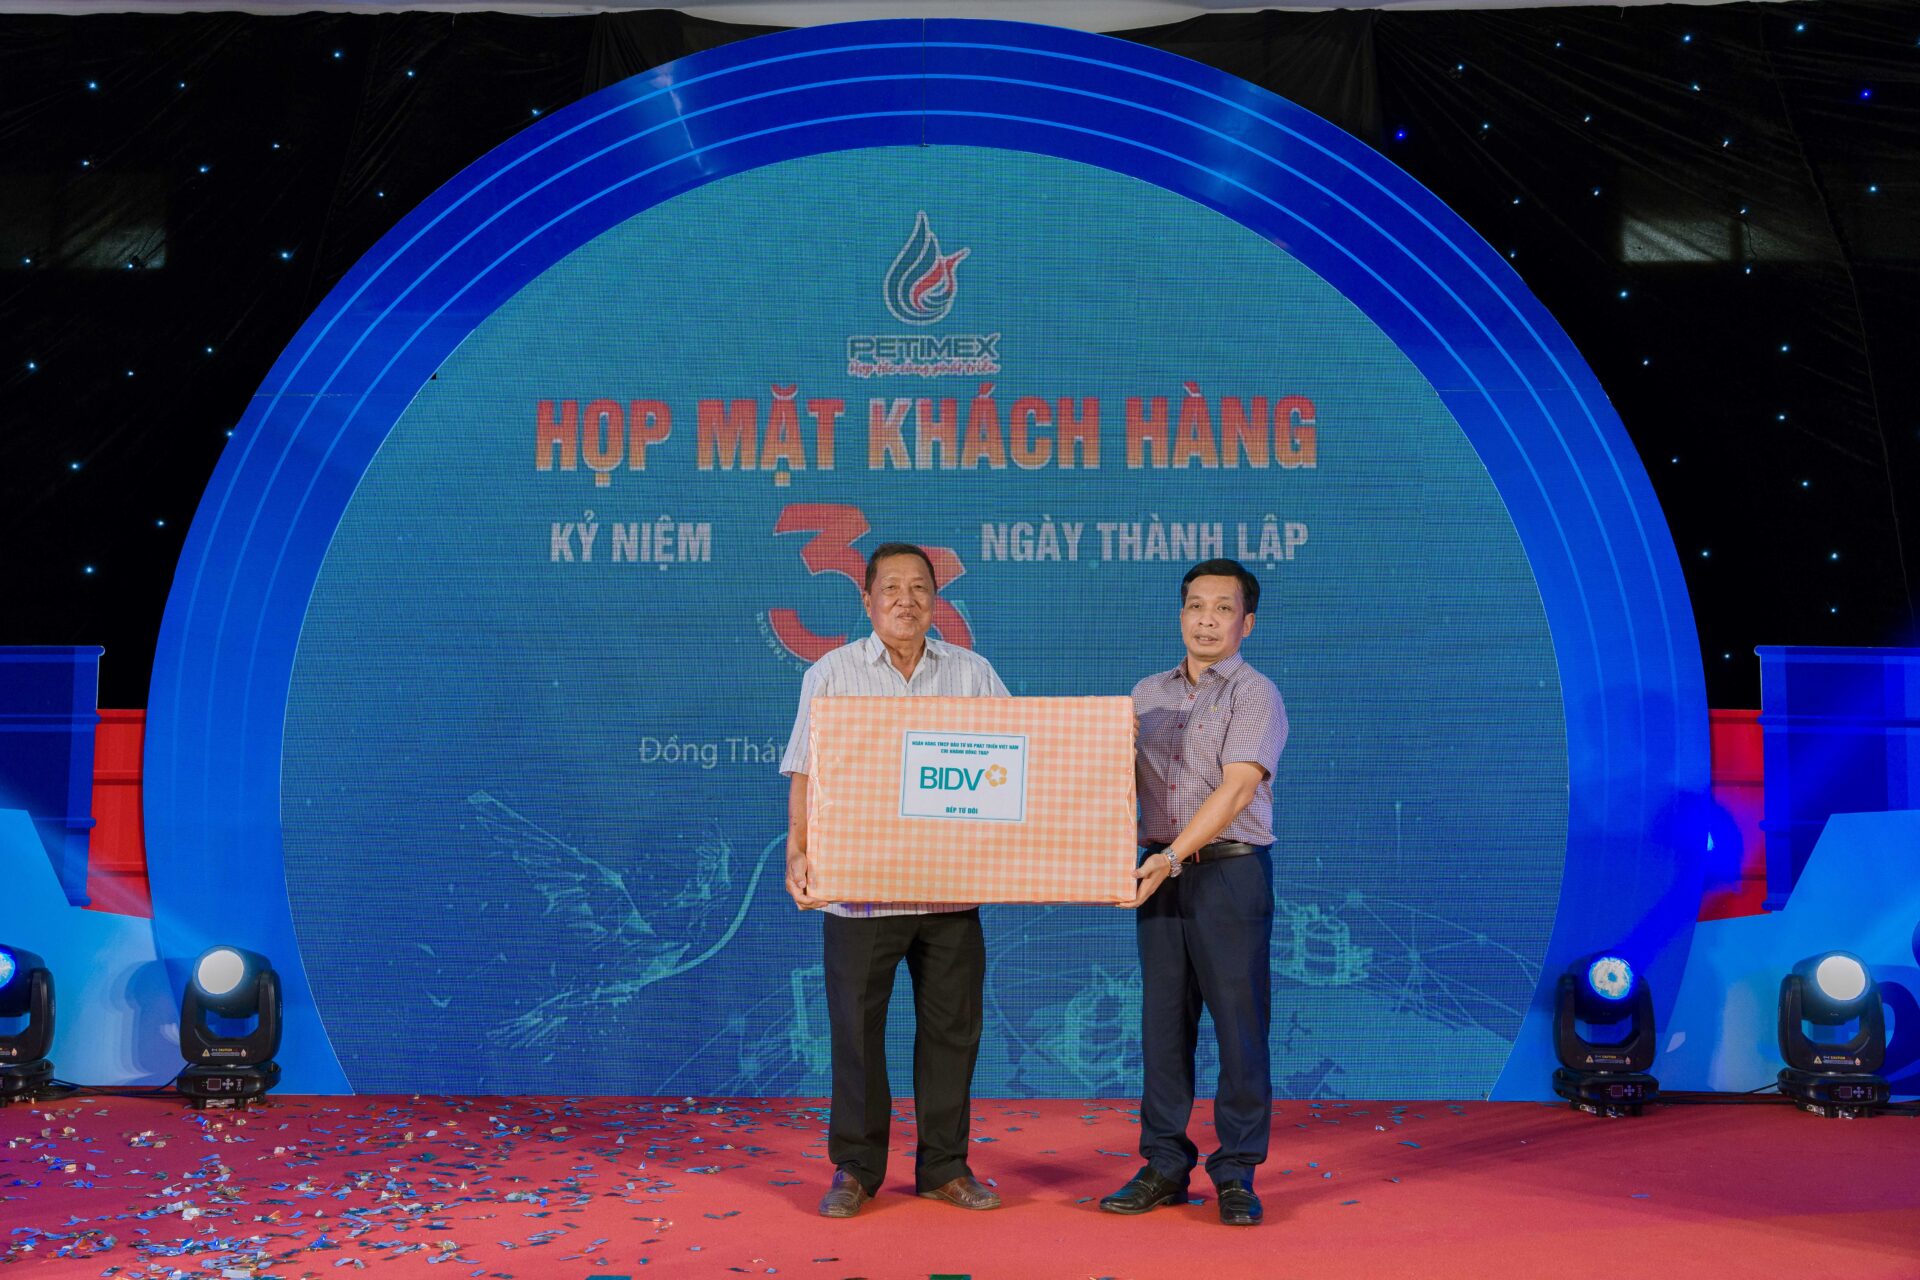 PETIMEX
Hợp tác cùng phát triển
HỌP MẶT KHÁCH HÀNG
KỶ NIỆM 3 NGÀY THÀNH LẬP
Đồng Thá
NGÂN HÀNG TMCP ĐẦU TƯ VÀ PHÁT TRIỂN VIỆT NAM
CHI NHÁNH ĐỒNG THÁP
BIDV
BẾP TỪ ĐÔI